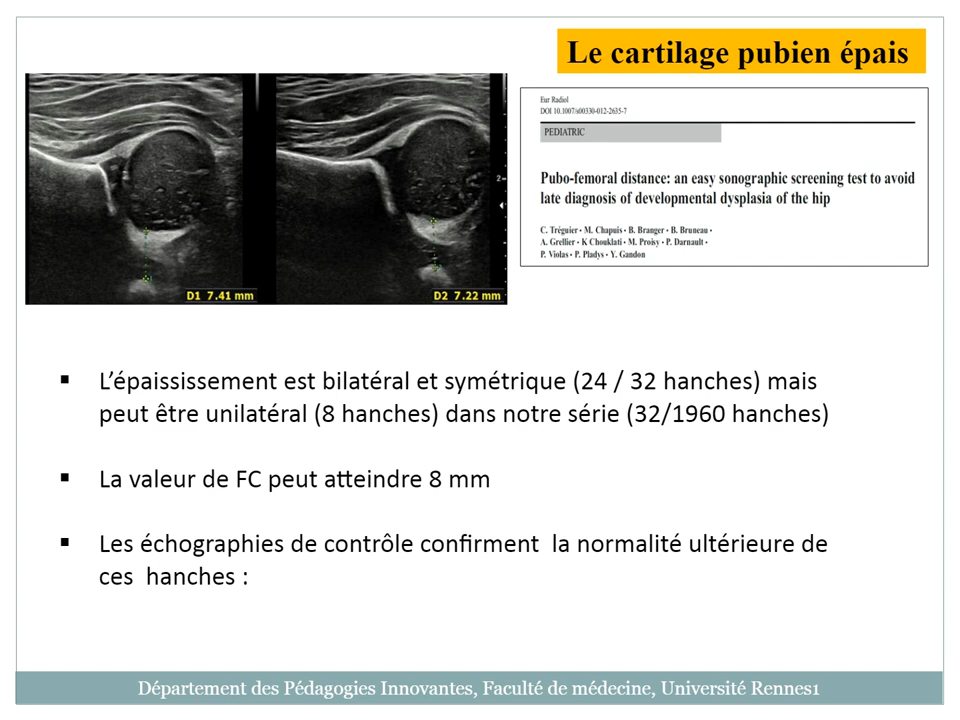 Le cartilage pubien épais
Eur Radiol
DOI 10.1007/s00330-012-2635-7
PEDIATRIC
Pubo-femoral distance: an easy sonographic screening test to avoid
late diagnosis of developmental dysplasia of the hip
C. Tréguier • M. Chapuis • B. Branger • B. Bruneau •
A. Grellier • K Chouklati • M. Proisy • P. Darnault •
P. Violas • P. Pladys • Y. Gandon
2
D1 7.41 mm
D2 7.22 mm
▪ L’épaississement est bilatéral et symétrique (24 / 32 hanches) mais
peut être unilatéral (8 hanches) dans notre série (32/1960 hanches)
▪ La valeur de FC peut atteindre 8 mm
▪ Les échographies de contrôle confirment la normalité ultérieure de
ces hanches :
Département des Pédagogies Innovantes, Faculté de médecine, Université Rennes1